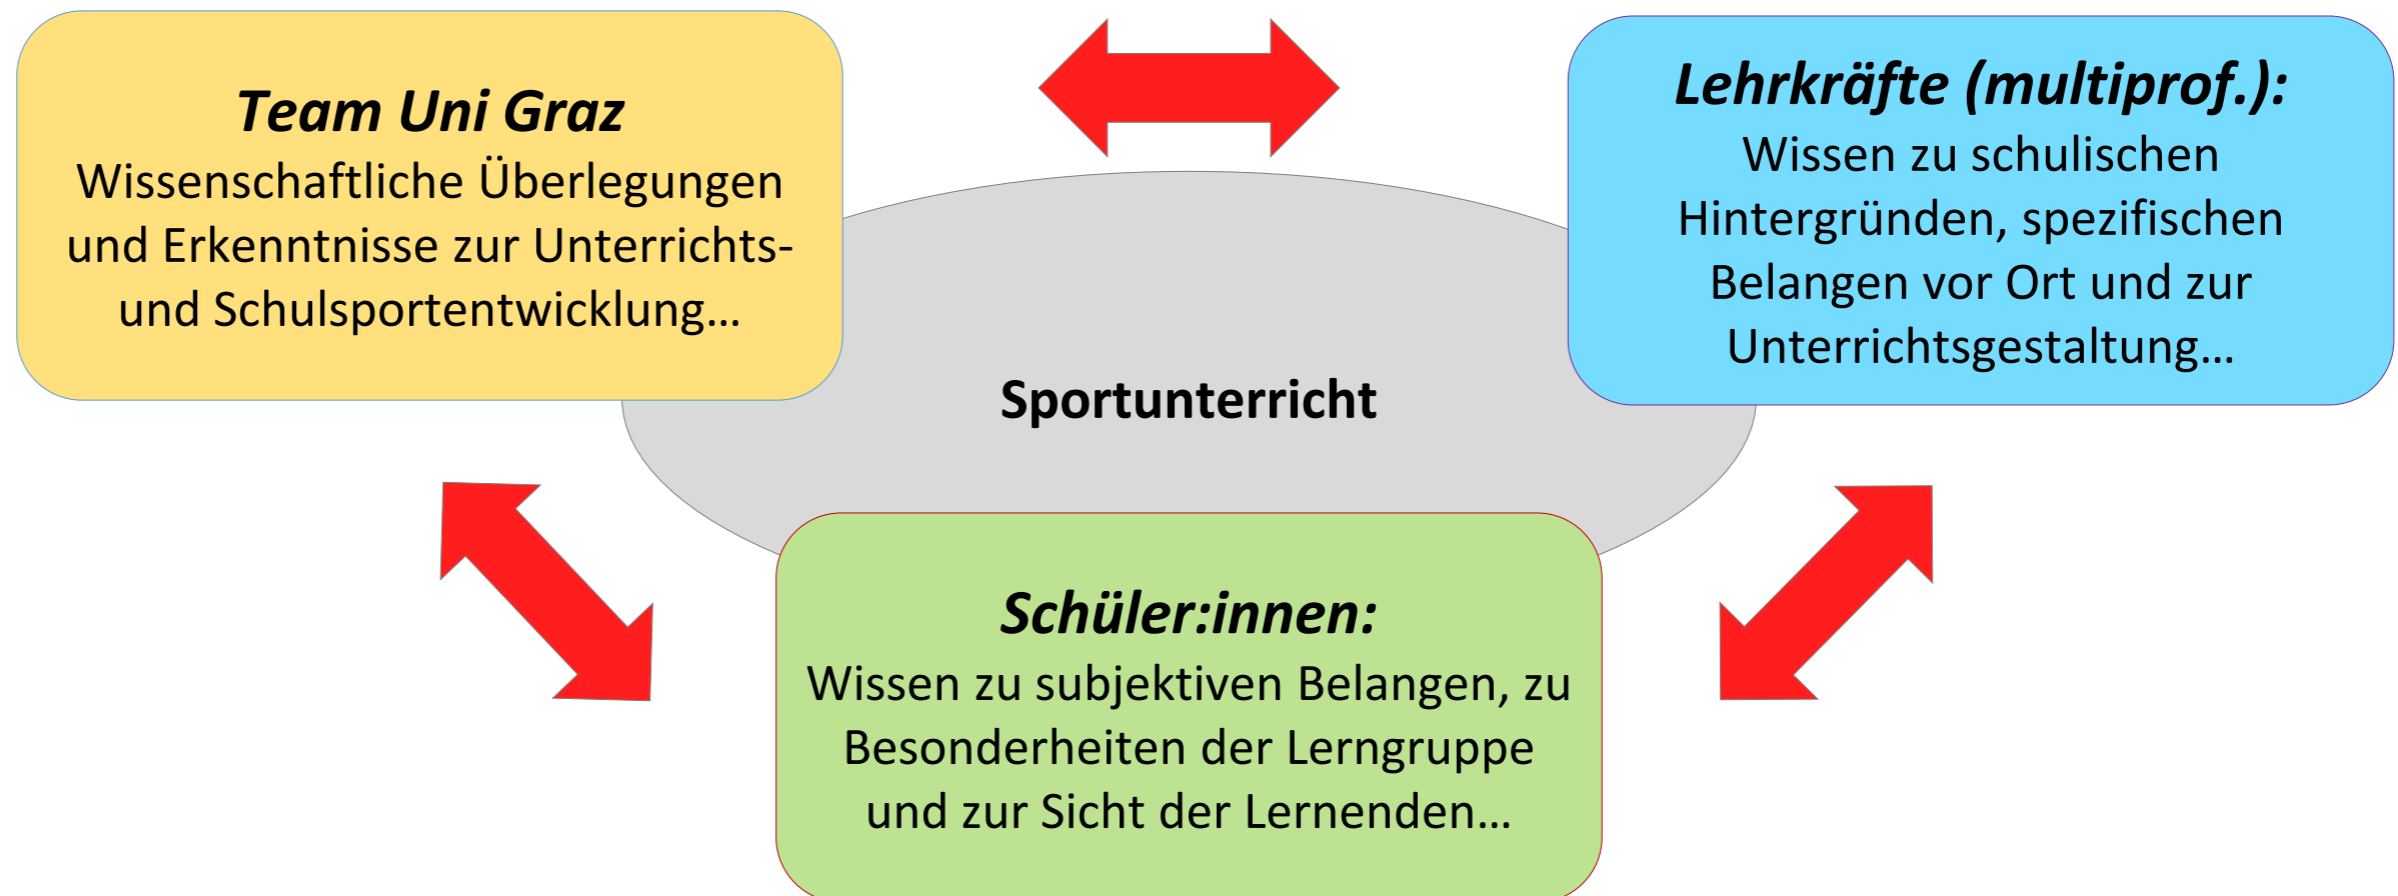 Team Uni Graz
Wissenschaftliche Überlegungen
und Erkenntnisse zur Unterrichts-
und Schulsportentwicklung…
Lehrkräfte (multiprof.):
Wissen zu schulischen
Hintergründen, spezifischen
Belangen vor Ort und zur
Unterrichtsgestaltung…
Sportunterricht
Schüler:innen:
Wissen zu subjektiven Belangen, zu
Besonderheiten der Lerngruppe
und zur Sicht der Lernenden…